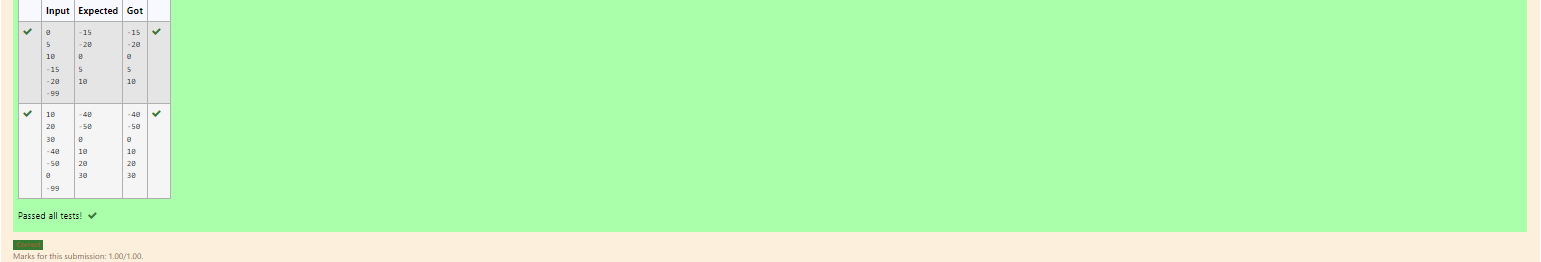 Input Expected Got
0 -15 -15
5 -20 -20
10 0 0
-15 5 5
-20 10 10
-99
10 -40 -40
20 -50 -50
30 0 0
-40 10 10
-50 20 20
0 30 30
-99
Passed all tests!
Correct
Marks for this submission: 1.00/1.00.